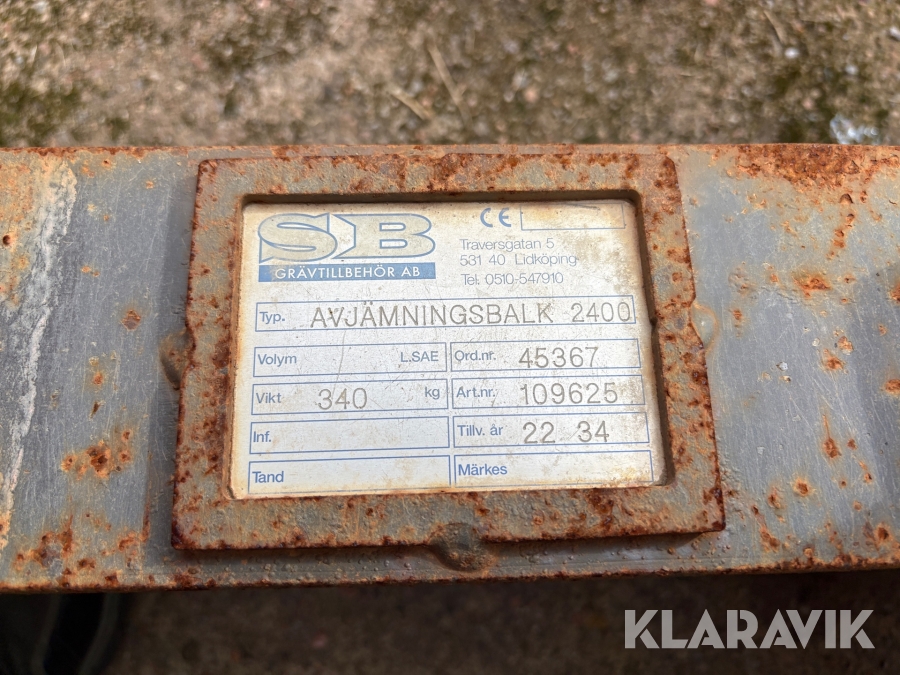 SB
GRÄVTILLBEHÖR AB
CE
Traversgatan 5
531 40 Lidköping
Tel. 0510-547910
Typ. AVJÄMNINGSBALK 2400
Volym L.SAE
Ord.nr. 45367
Vikt 340 kg
Art.nr. 109625
Inf.
Tillv. år 22 34
Tand
Märkes
KLARAVIK